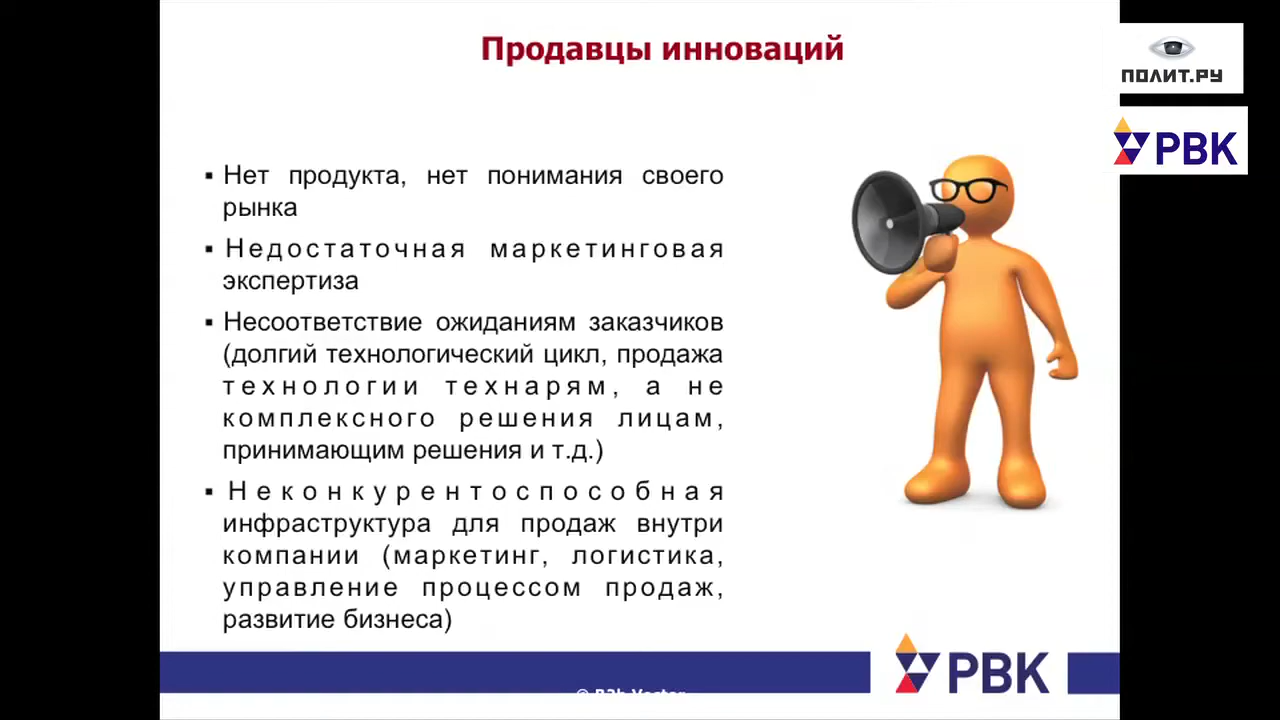 Продавцы инноваций
ПОЛИТ.РУ
РВК
▪ Нет продукта, нет понимания своего
рынка
▪ Недостаточная маркетинговая
экспертиза
▪ Несоответствие ожиданиям заказчиков
(долгий технологический цикл, продажа
технологии технарям, а не
комплексного решения лицам,
принимающим решения и т.д.)
▪ Неконкурентоспособная
инфраструктура для продаж внутри
компании (маркетинг, логистика,
управление процессом продаж,
развитие бизнеса)
РВК
© B2b Vector